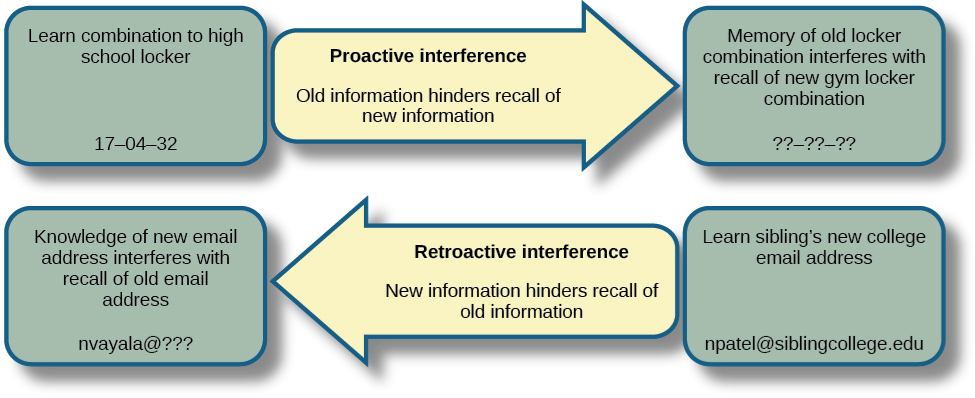 Learn combination to high
school locker
17–04–32
Proactive interference
Old information hinders recall of
new information
Memory of old locker
combination interferes with
recall of new gym locker
combination
??–??–??
Knowledge of new email
address interferes with
recall of old email
address
nvayala@???
Retroactive interference
New information hinders recall of
old information
Learn sibling’s new college
email address
npatel@siblingcollege.edu